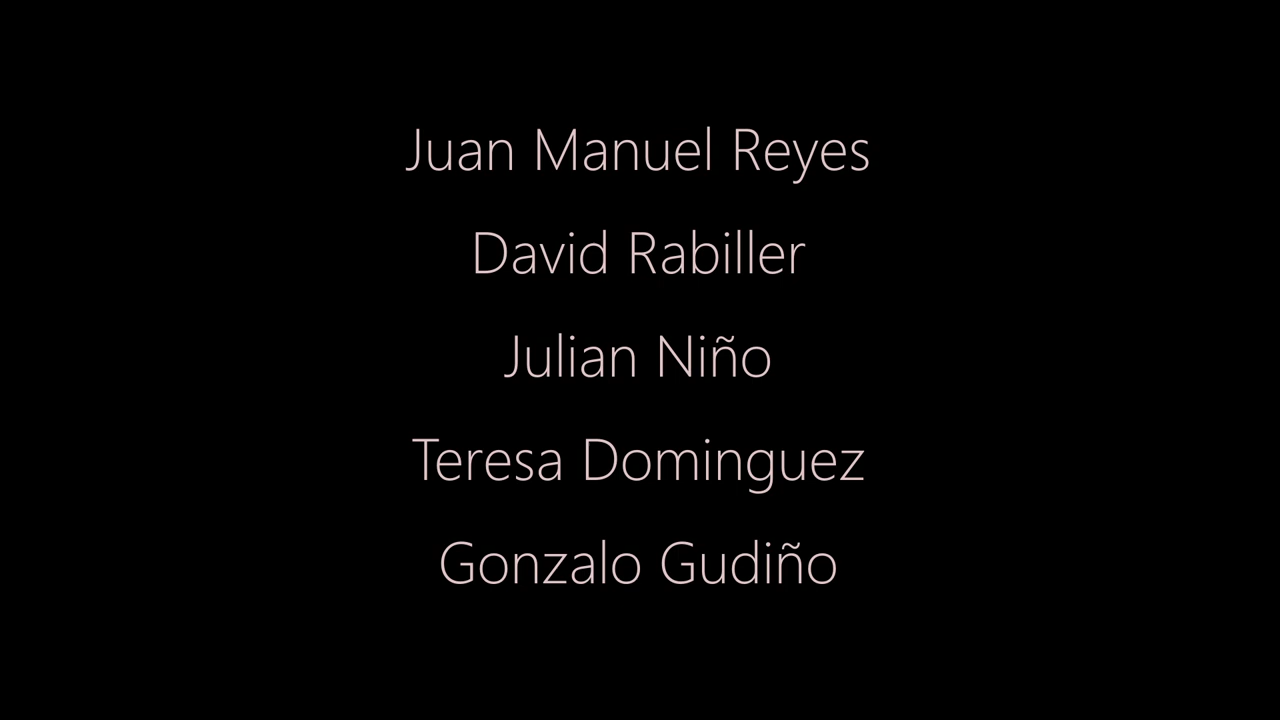 Juan Manuel Reyes
David Rabiller
Julian Niño
Teresa Dominguez
Gonzalo Gudiño